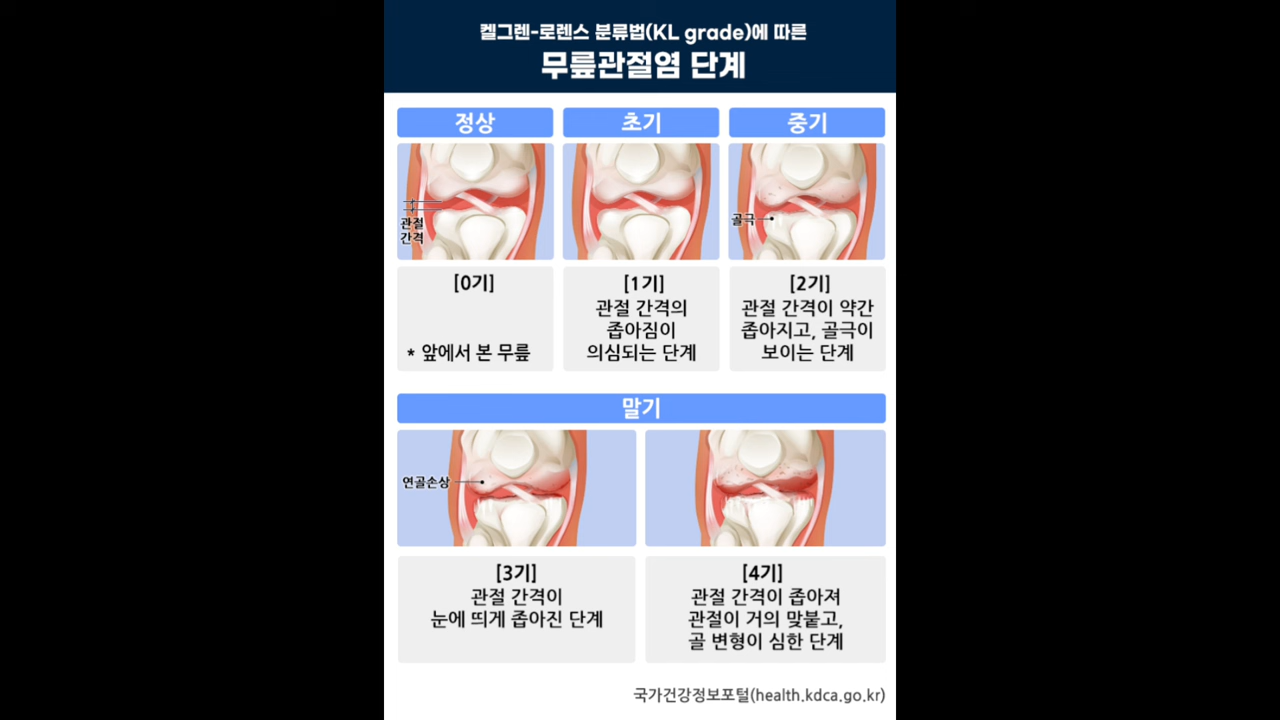 켈그렌-로렌스 분류법(KL grade)에 따른
무릎관절염 단계
정상
초기
중기
관절
간격
골극
[0기]
* 앞에서 본 무릎
[1기]
관절 간격의
좁아짐이
의심되는 단계
[2기]
관절 간격이 약간
좁아지고, 골극이
보이는 단계
말기
연골손상
[3기]
관절 간격이
눈에 띄게 좁아진 단계
[4기]
관절 간격이 좁아져
관절이 거의 맞붙고,
골 변형이 심한 단계
국가건강정보포털(health.kdca.go.kr)